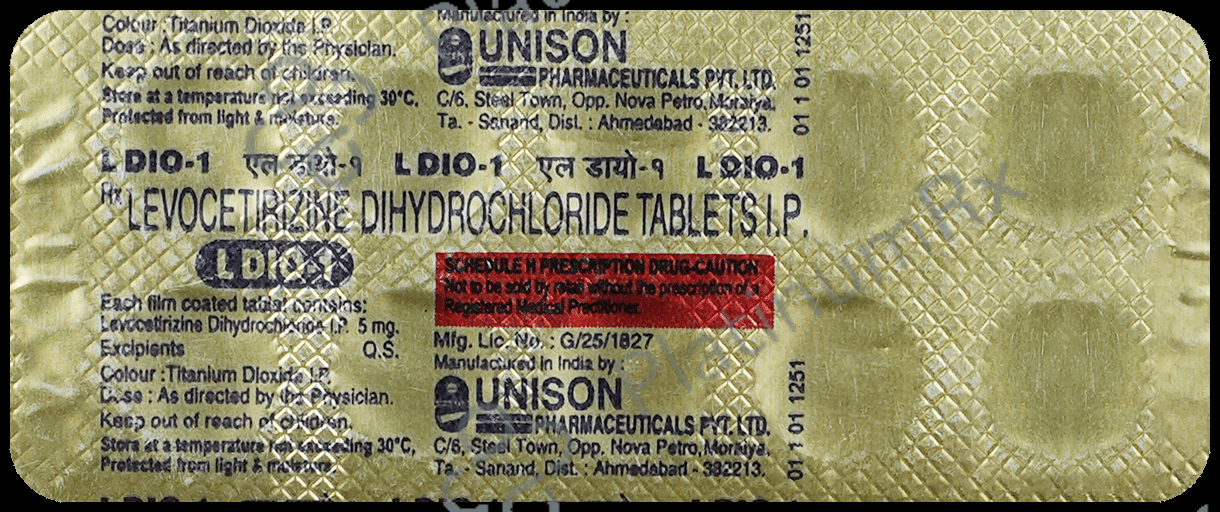 Colour : Titanium Dioxide I.P.
Dose : As directed by the Physician.
Keep out of reach of children.
Store at a temperature not exceeding 30°C.
Protected from light & moisture.
Manufactured in India by :
UNISON
PHARMACEUTICALS PVT. LTD.
C/6, Steel Town, Opp. Nova Petro, Moraiya,
Ta. - Sanand, Dist. : Ahmedabad - 382213.
01 1 01 1251
L DIO-1 एल डायो-१ L DIO-1 एल डायो-१ L DIO-1
Rx LEVOCETIRIZINE DIHYDROCHLORIDE TABLETS I.P.
L DIO-1
Each film coated tablet contains:
Levocetirizine Dihydrochloride I.P. 5 mg.
Excipients Q.S.
Colour : Titanium Dioxide I.P.
Dose : As directed by the Physician.
Keep out of reach of children.
Store at a temperature not exceeding 30°C,
Protected from light & moisture.
SCHEDULE H PRESCRIPTION DRUG-CAUTION
Not to be sold by retail without the prescription of a
Registered Medical Practitioner.
Mfg. Lic. No. : G/25/1827
Manufactured in India by :
UNISON
PHARMACEUTICALS PVT. LTD.
C/6, Steel Town, Opp. Nova Petro, Moraiya,
Ta. - Sanand, Dist. : Ahmedabad - 382213.
01 1 01 1251
PlatinumRx